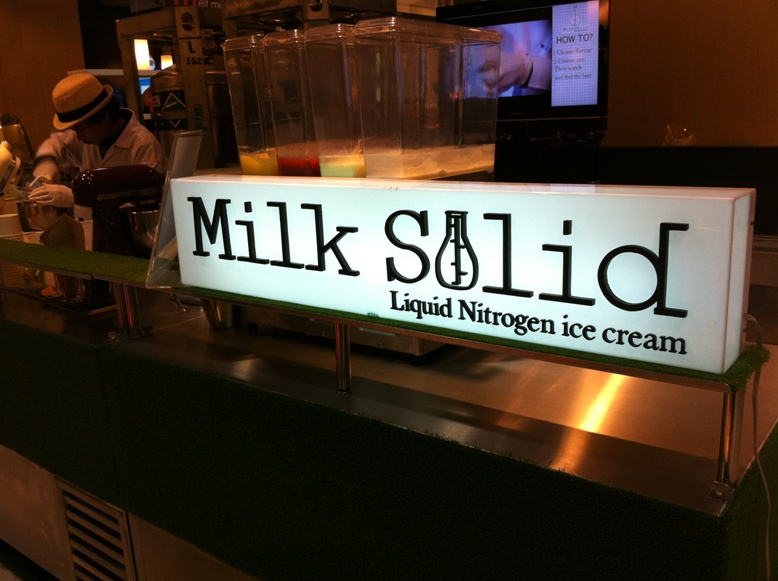 HOW TO?
Milk Solid
Liquid Nitrogen ice cream